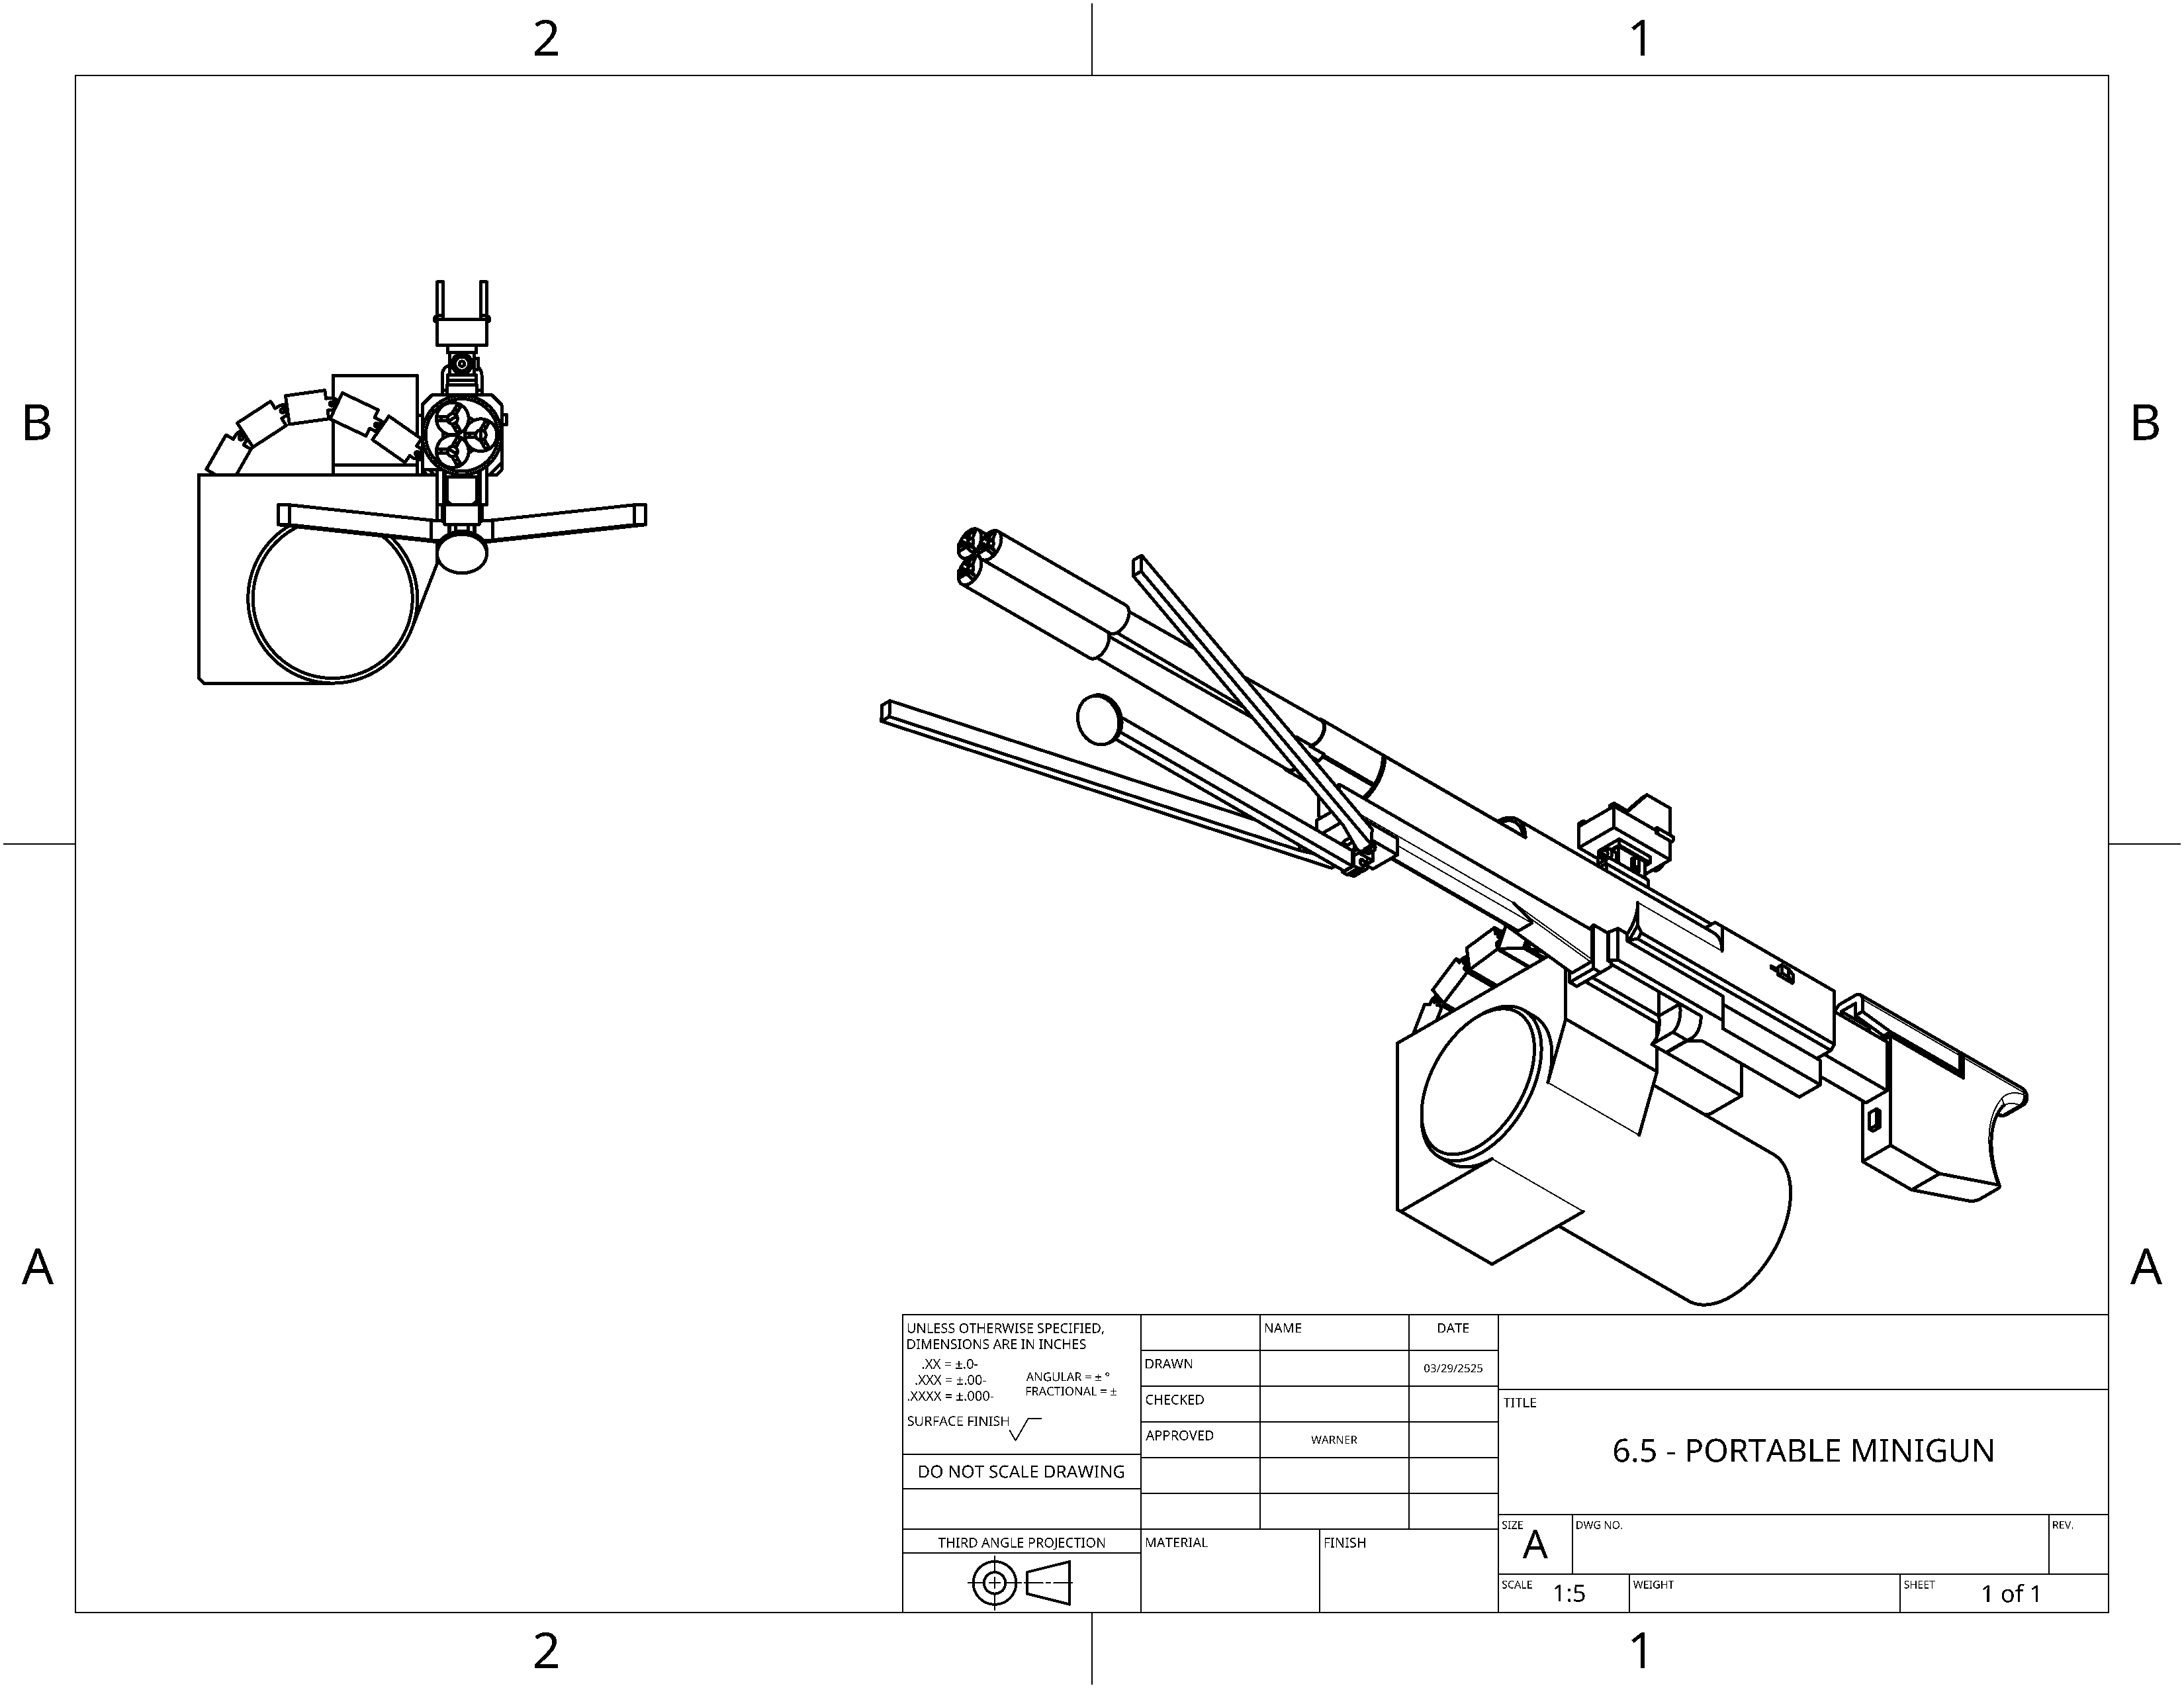 2
1
B
B
A
A
UNLESS OTHERWISE SPECIFIED,
DIMENSIONS ARE IN INCHES
.XX = ±.0-
.XXX = ±.00-
.XXXX = ±.000-
ANGULAR = ± °
FRACTIONAL = ±
SURFACE FINISH
DO NOT SCALE DRAWING
THIRD ANGLE PROJECTION
NAME
DATE
DRAWN
03/29/2525
CHECKED
APPROVED
WARNER
MATERIAL
FINISH
TITLE
6.5 - PORTABLE MINIGUN
SIZE
A
DWG NO.
REV.
SCALE
1:5
WEIGHT
SHEET
1 of 1
2
1